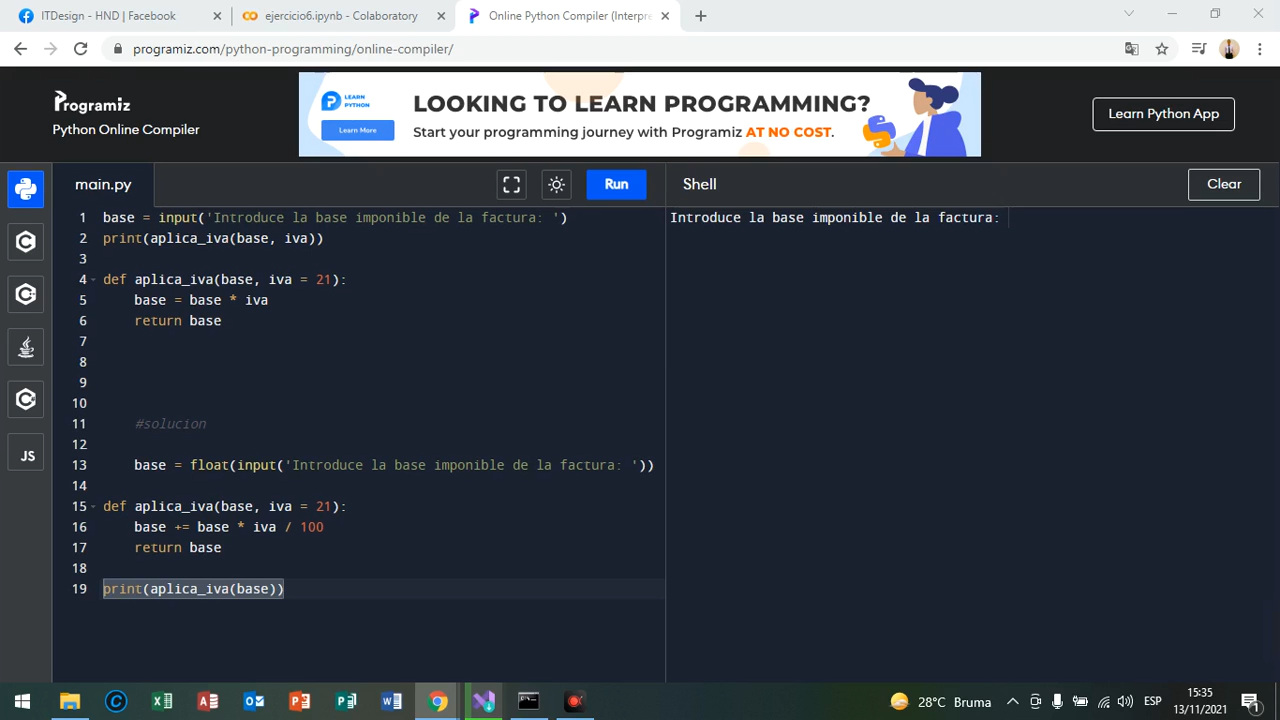 ITDesign - HND | Facebook
ejercicio6.ipynb - Colaboratory
Online Python Compiler (Interpre
programiz.com/python-programming/online-compiler/
Programiz
Python Online Compiler
LEARN PYTHON
Learn More
LOOKING TO LEARN PROGRAMMING?
Start your programming journey with Programiz AT NO COST.
Learn Python App
main.py
Run
Shell
Clear
1 base = input('Introduce la base imponible de la factura: ')
2 print(aplica_iva(base, iva))
3
4 def aplica_iva(base, iva = 21):
5 base = base * iva
6 return base
7
8
9
10
11 #solucion
12
13 base = float(input('Introduce la base imponible de la factura: '))
14
15 def aplica_iva(base, iva = 21):
16 base += base * iva / 100
17 return base
18
19 print(aplica_iva(base))
Introduce la base imponible de la factura:
JS
28°C Bruma
ESP
15:35
13/11/2021
1